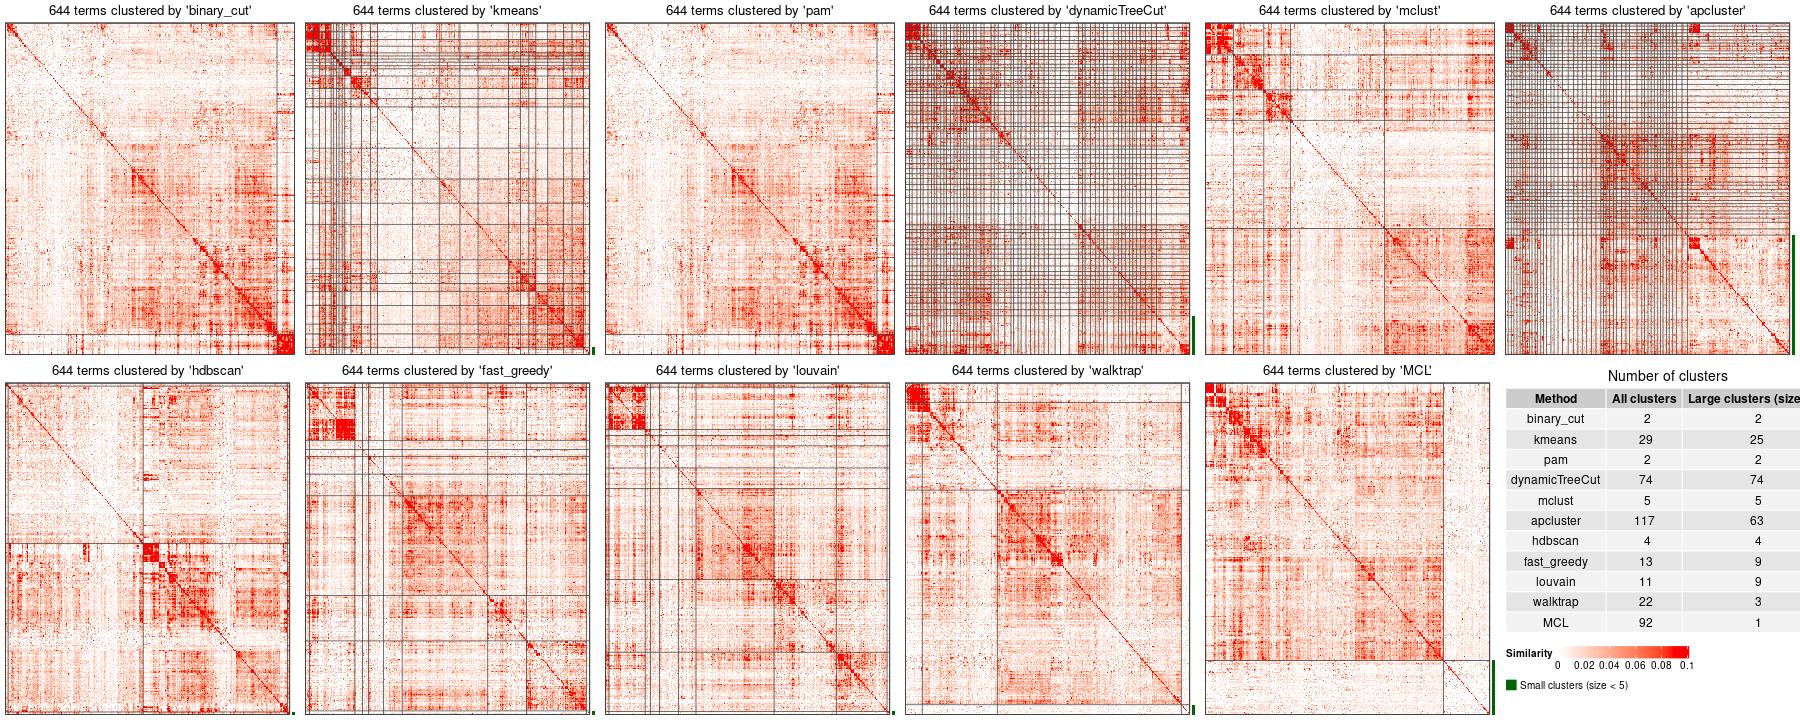 644 terms clustered by 'binary_cut'
644 terms clustered by 'kmeans'
644 terms clustered by 'pam'
644 terms clustered by 'dynamicTreeCut'
644 terms clustered by 'mclust'
644 terms clustered by 'apcluster'
644 terms clustered by 'hdbscan'
644 terms clustered by 'fast_greedy'
644 terms clustered by 'louvain'
644 terms clustered by 'walktrap'
644 terms clustered by 'MCL'
Number of clusters
Method All clusters Large clusters (size
binary_cut 2 2
kmeans 29 25
pam 2 2
dynamicTreeCut 74 74
mclust 5 5
apcluster 117 63
hdbscan 4 4
fast_greedy 13 9
louvain 11 9
walktrap 22 3
MCL 92 1
Similarity
0 0.02 0.04 0.06 0.08 0.1
Small clusters (size < 5)